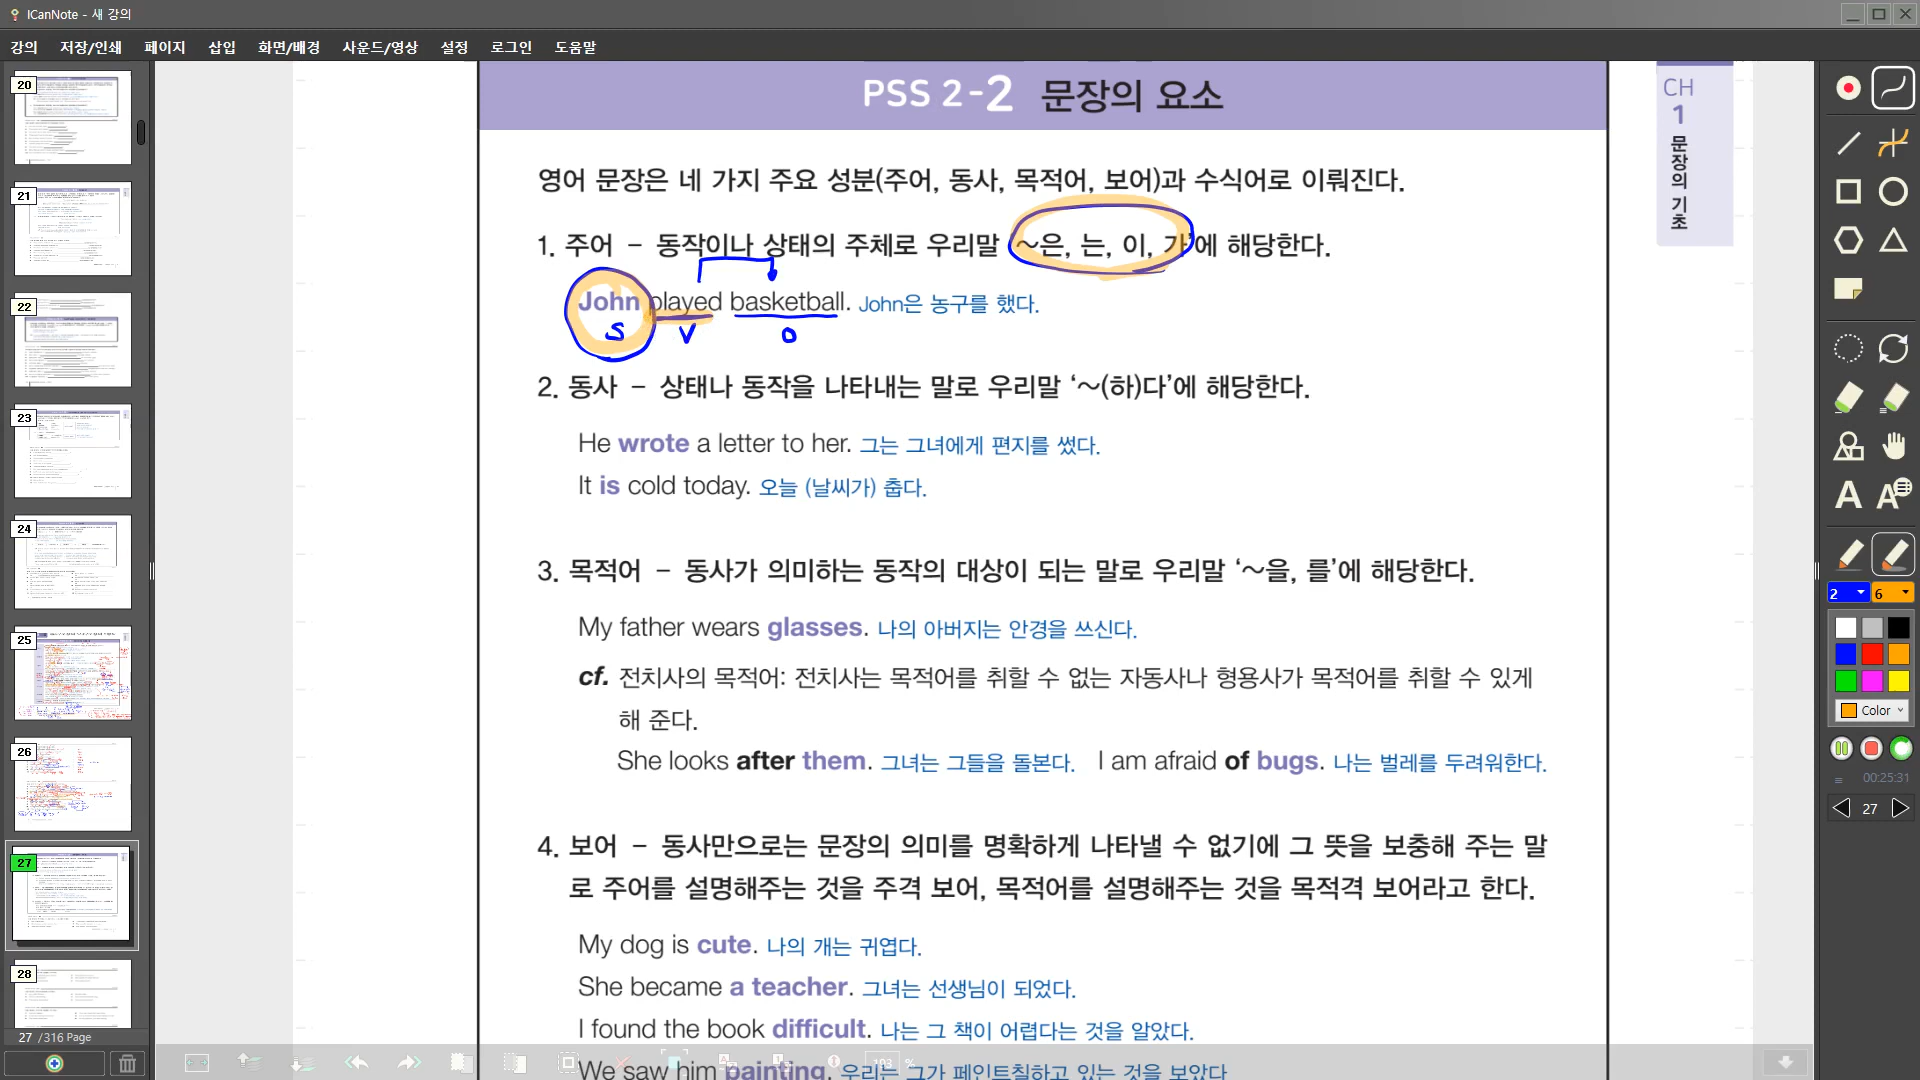 ICanNote - 새 강의
강의 저장/인쇄 페이지 삽입 화면/배경 사운드/영상 설정 로그인 도움말
20
21
22
23
24
25
26
27
28
27 /316 Page
PSS 2-2 문장의 요소
CH
1
문장의 기초
영어 문장은 네 가지 주요 성분(주어, 동사, 목적어, 보어)과 수식어로 이뤄진다.
1. 주어 – 동작이나 상태의 주체로 우리말 ‘~은, 는, 이, 가’에 해당한다.
John played basketball. John은 농구를 했다.
S V O
2. 동사 – 상태나 동작을 나타내는 말로 우리말 ‘~(하)다’에 해당한다.
He wrote a letter to her. 그는 그녀에게 편지를 썼다.
It is cold today. 오늘 (날씨가) 춥다.
3. 목적어 – 동사가 의미하는 동작의 대상이 되는 말로 우리말 ‘~을, 를’에 해당한다.
My father wears glasses. 나의 아버지는 안경을 쓰신다.
cf. 전치사의 목적어: 전치사는 목적어를 취할 수 없는 자동사나 형용사가 목적어를 취할 수 있게
해 준다.
She looks after them. 그녀는 그들을 돌본다. I am afraid of bugs. 나는 벌레를 두려워한다.
4. 보어 – 동사만으로는 문장의 의미를 명확하게 나타낼 수 없기에 그 뜻을 보충해 주는 말
로 주어를 설명해주는 것을 주격 보어, 목적어를 설명해주는 것을 목적격 보어라고 한다.
My dog is cute. 나의 개는 귀엽다.
She became a teacher. 그녀는 선생님이 되었다.
I found the book difficult. 나는 그 책이 어렵다는 것을 알았다.
We saw him painting. 우리는 그가 페인트칠하고 있는 것을 보았다
2 6
Color
00:25:31
27